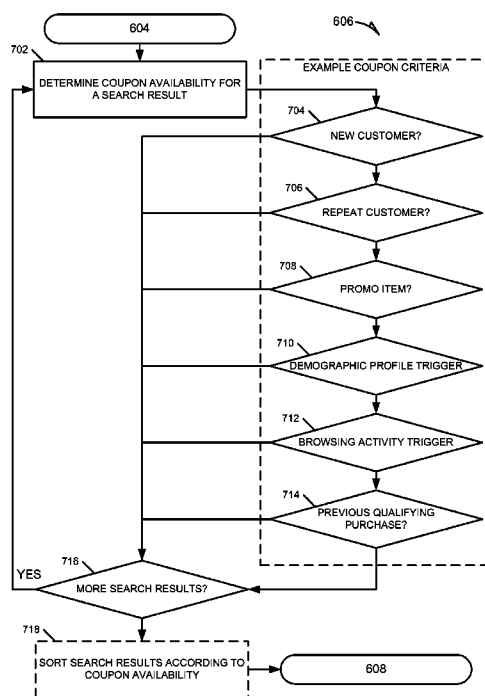 604
606
702
DETERMINE COUPON AVAILABILITY FOR
A SEARCH RESULT
EXAMPLE COUPON CRITERIA
704
NEW CUSTOMER?
706
REPEAT CUSTOMER?
708
PROMO ITEM?
710
DEMOGRAPHIC PROFILE TRIGGER
712
BROWSING ACTIVITY TRIGGER
714
PREVIOUS QUALIFYING
PURCHASE?
716
YES
MORE SEARCH RESULTS?
718
SORT SEARCH RESULTS ACCORDING TO
COUPON AVAILABILITY
608